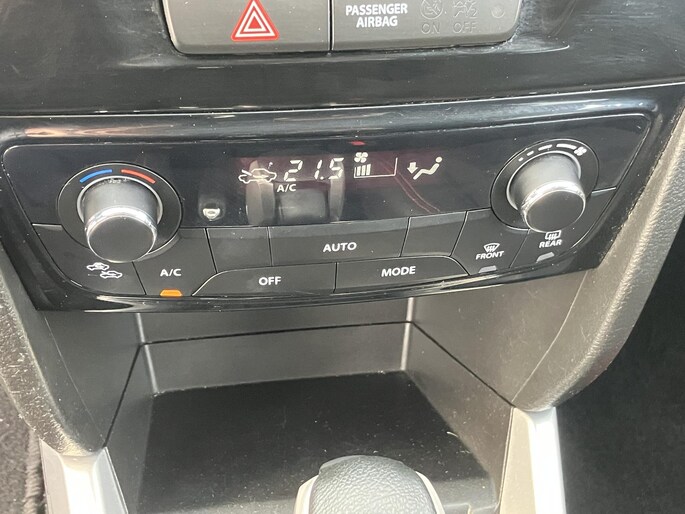 PASSENGER
AIRBAG
ON OFF
21.5
A/C
AUTO
A/C
OFF
MODE
FRONT
REAR